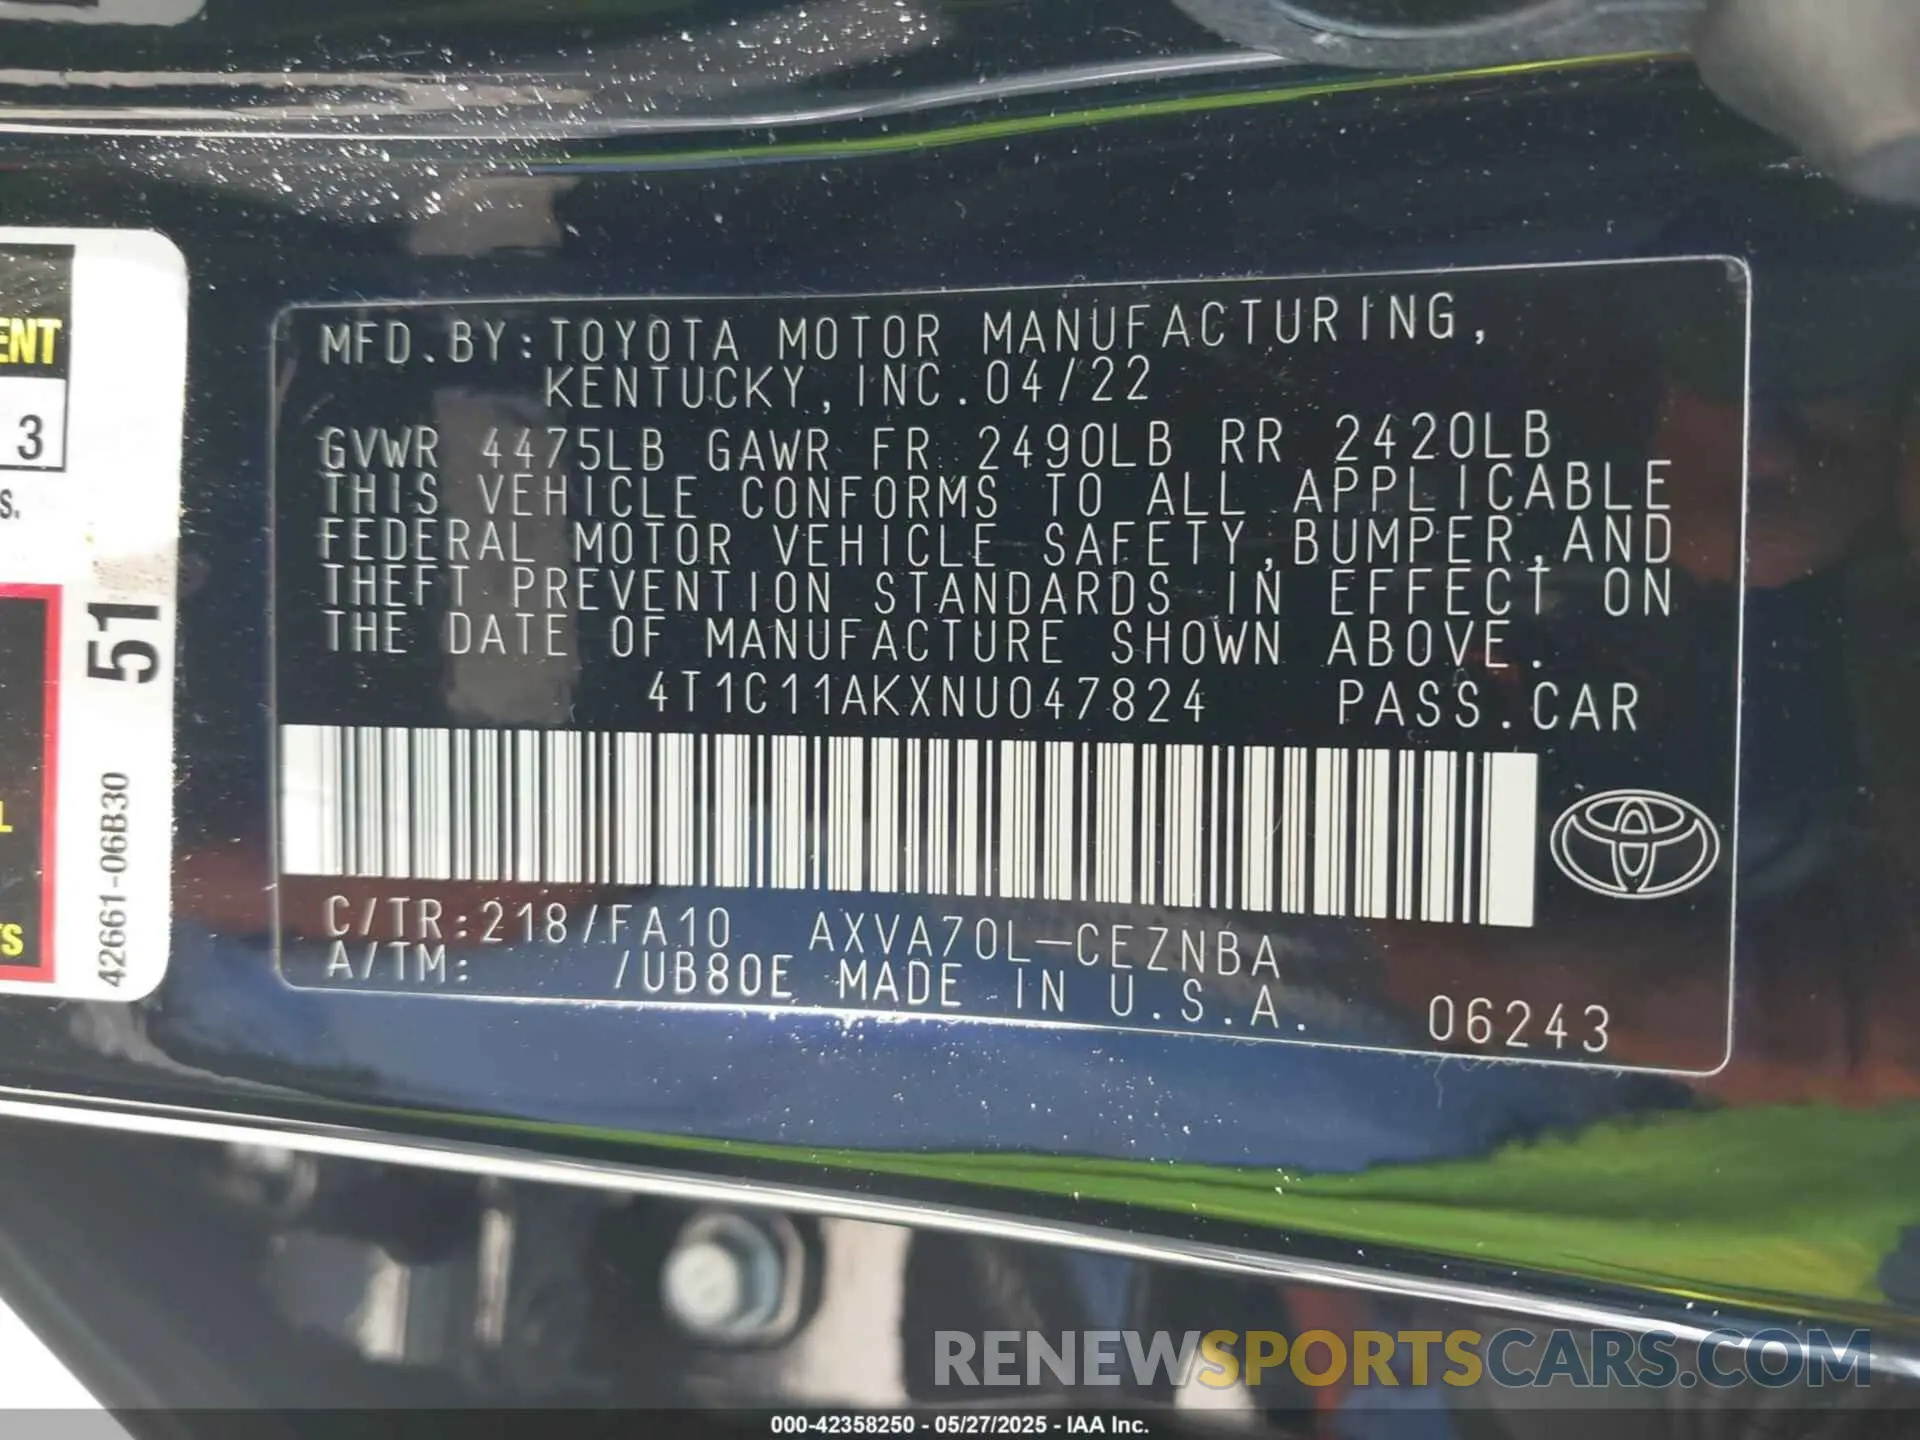 MFD.BY:TOYOTA MOTOR MANUFACTURING,
KENTUCKY,INC.04/22
GVWR 4475LB GAWR FR 2490LB RR 2420LB
THIS VEHICLE CONFORMS TO ALL APPLICABLE
FEDERAL MOTOR VEHICLE SAFETY,BUMPER,AND
THEFT PREVENTION STANDARDS IN EFFECT ON
THE DATE OF MANUFACTURE SHOWN ABOVE.
4T1C11AKXNU047824 PASS.CAR
C/TR:218/FA10 AXVA70L-CEZNBA
A/TM: /UB80E MADE IN U.S.A.
06243
ENT
3
S.
51
42661-06B30
L
TS
RENEWSPORTSCARS.COM
000-42358250 - 05/27/2025 - IAA Inc.